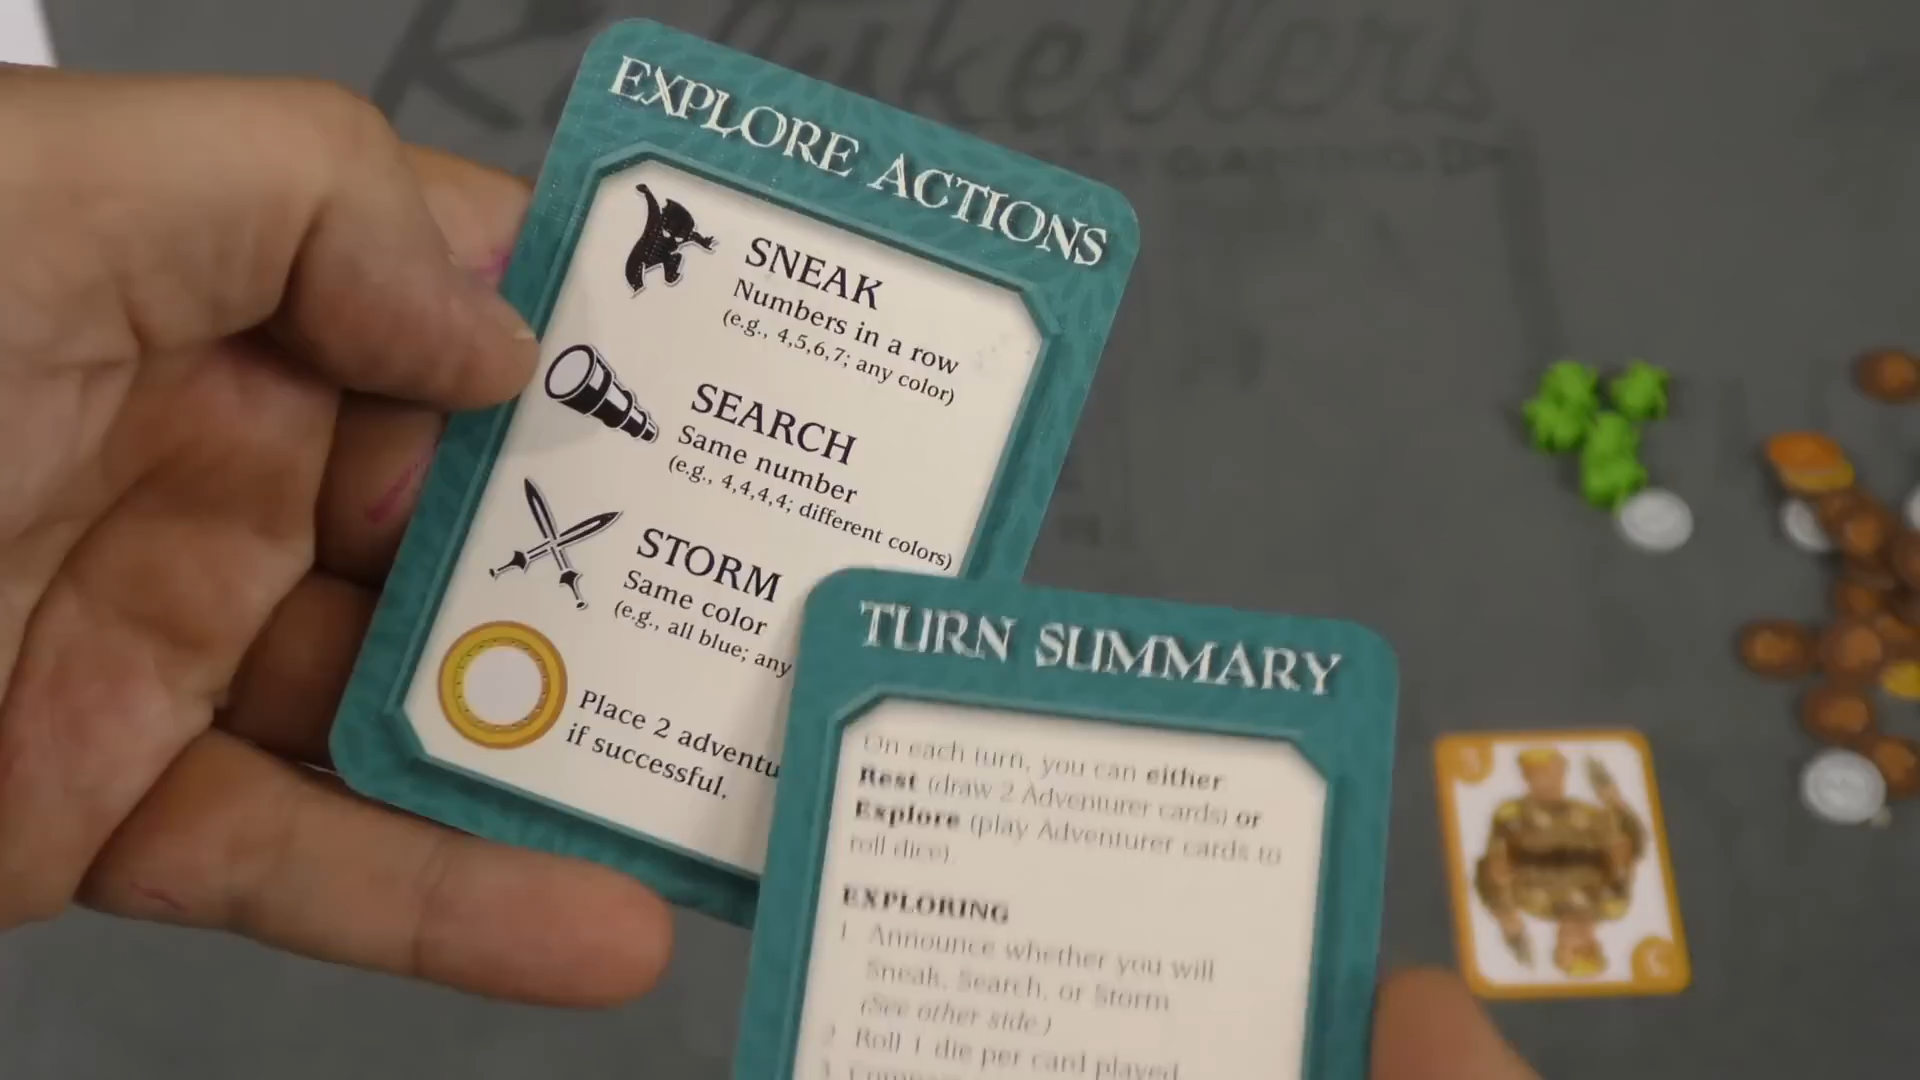 EXPLORE ACTIONS
SNEAK
Numbers in a row
(e.g., 4,5,6,7; any color)
SEARCH
Same number
(e.g., 4,4,4,4; different colors)
STORM
Same color
(e.g., all blue; any
Place 2
if successful.
TURN SUMMARY
On each turn, you can either
Rest (draw 2 Adventurer cards) or
Explore (play Adventurer cards to
roll dice).
EXPLORING
1. Announce whether you will
Sneak, Search, or Storm
(See other side.)
2. Roll 1 die per card played